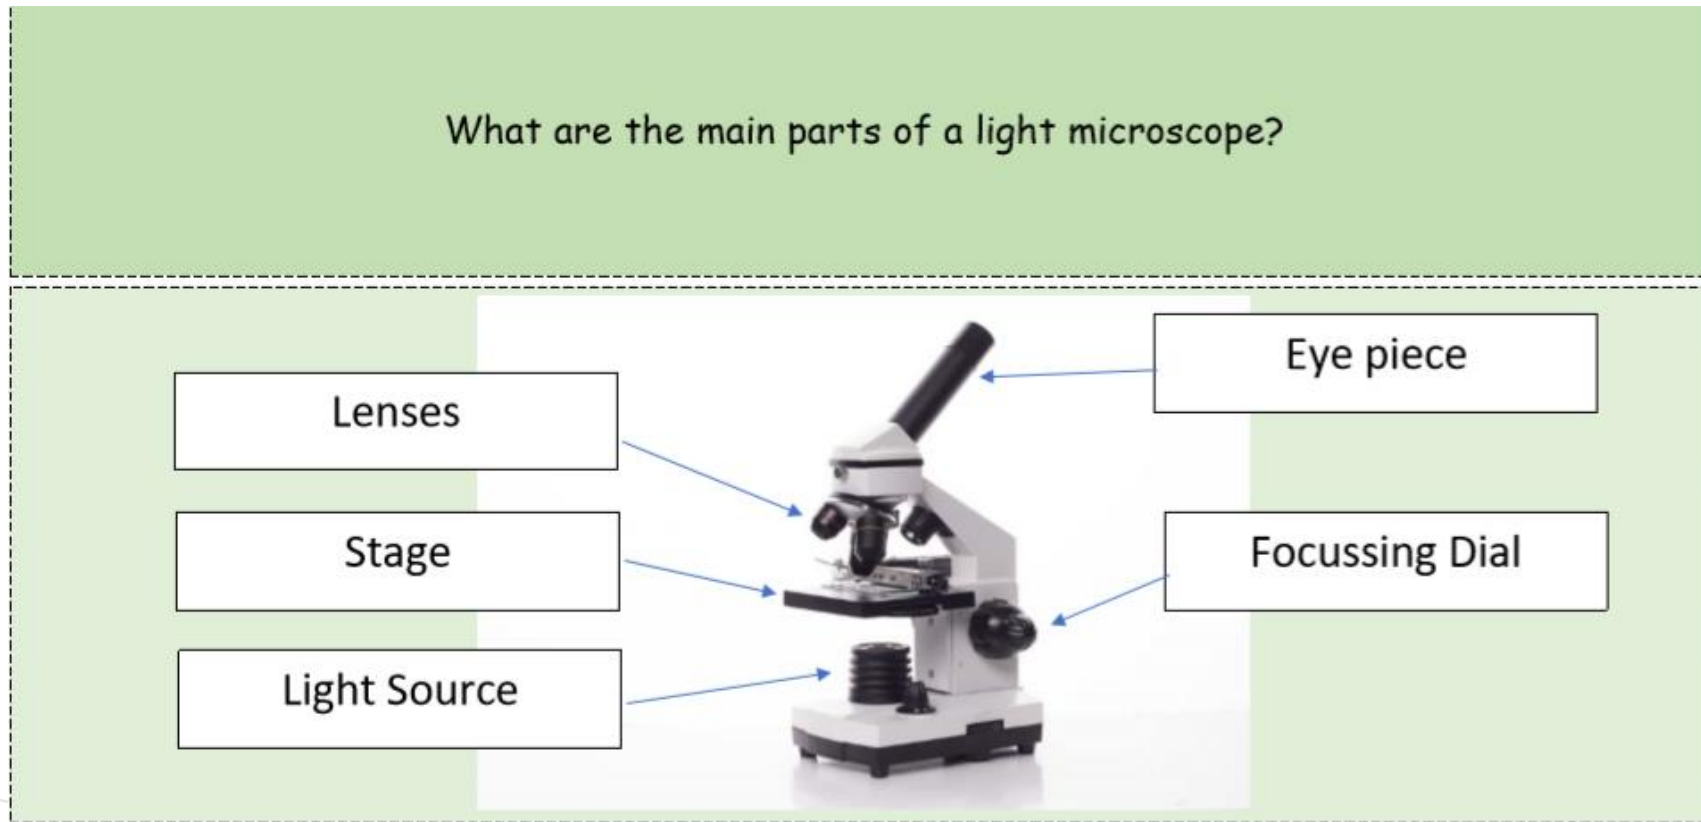 What are the main parts of a light microscope?
Eye piece
Lenses
Stage
Focussing Dial
Light Source